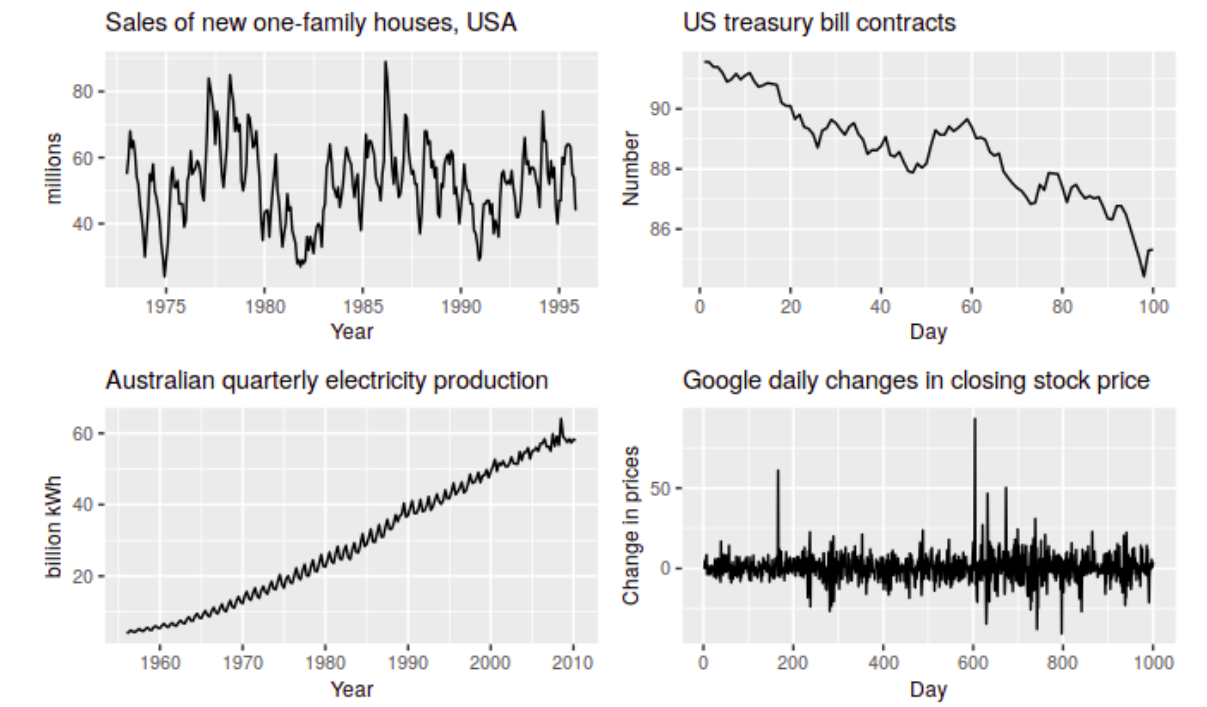 Sales of new one-family houses, USA
millions
80
60
40
1975 1980 1985 1990 1995
Year
US treasury bill contracts
Number
90
88
86
0 20 40 60 80 100
Day
Australian quarterly electricity production
billion kWh
60
40
20
1960 1970 1980 1990 2000 2010
Year
Google daily changes in closing stock price
Change in prices
50
0
0 200 400 600 800 1000
Day